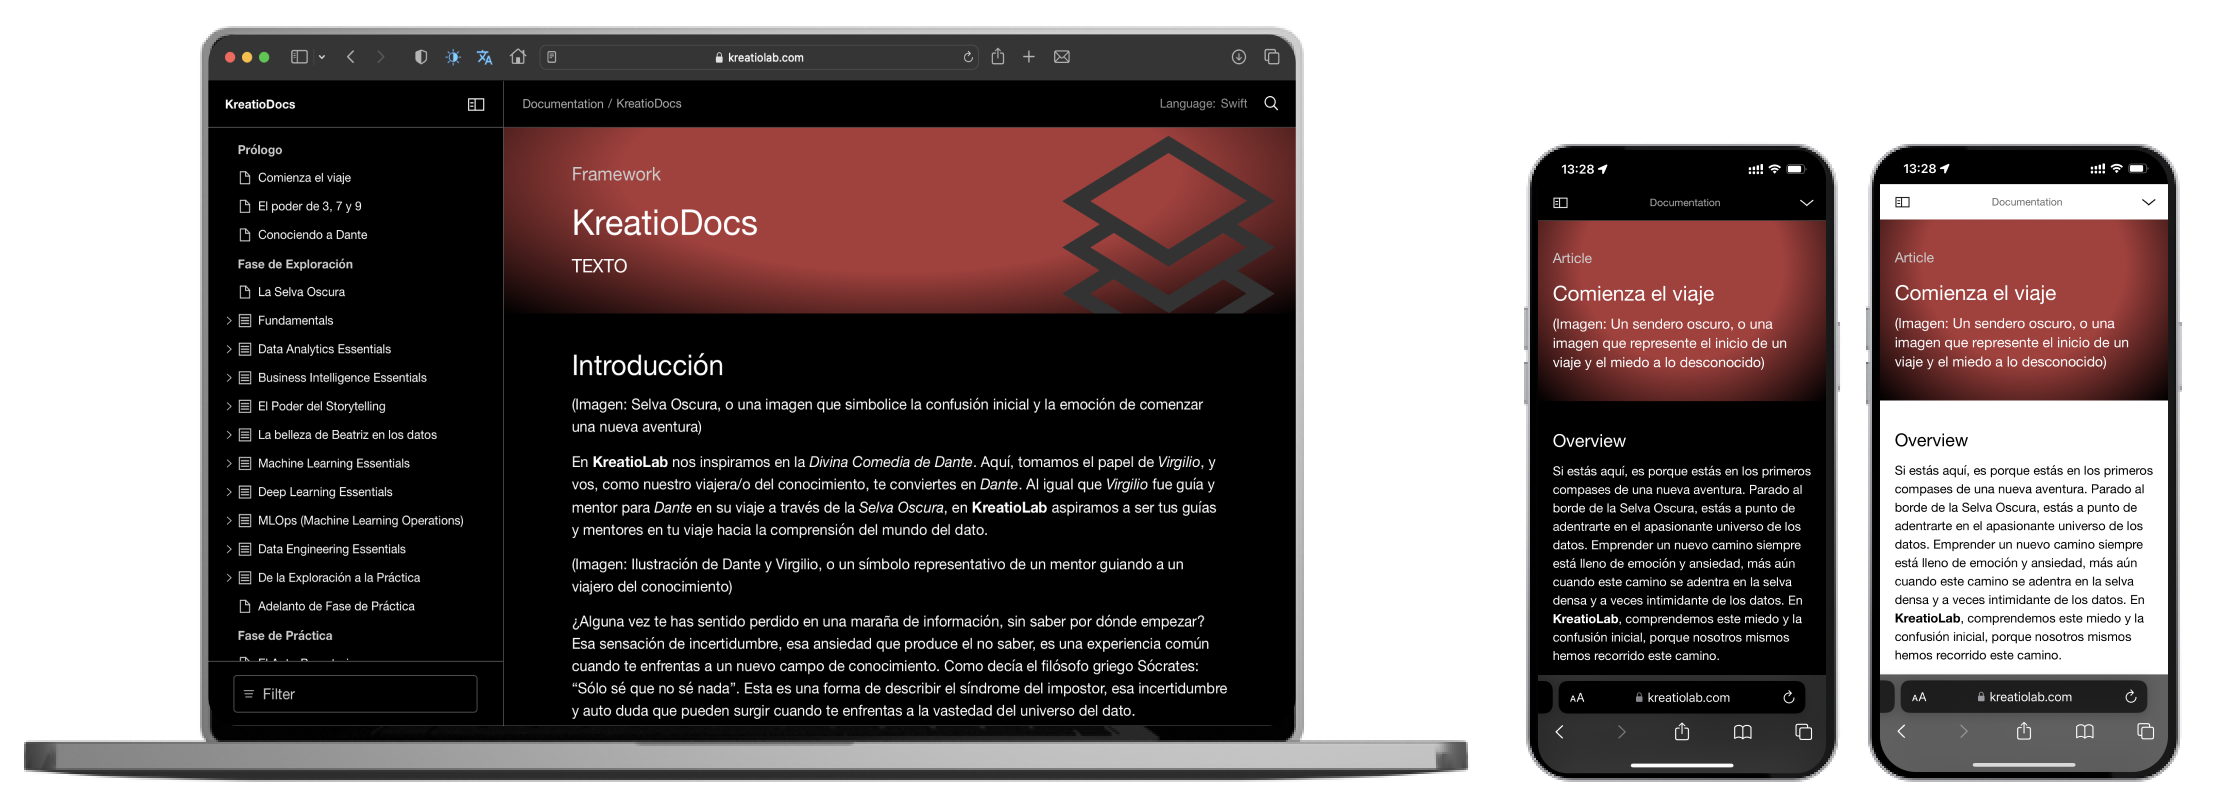 kreatiolab.com
KreatioDocs
Documentation / KreatioDocs
Language: Swift
Prólogo
Comienza el viaje
El poder de 3, 7 y 9
Conociendo a Dante
Fase de Exploración
La Selva Oscura
Fundamentals
Data Analytics Essentials
Business Intelligence Essentials
El Poder del Storytelling
La belleza de Beatriz en los datos
Machine Learning Essentials
Deep Learning Essentials
MLOps (Machine Learning Operations)
Data Engineering Essentials
De la Exploración a la Práctica
Adelanto de Fase de Práctica
Fase de Práctica
Filter
Framework
KreatioDocs
TEXTO
Introducción
(Imagen: Selva Oscura, o una imagen que simbolice la confusión inicial y la emoción de comenzar
una nueva aventura)
En KreatioLab nos inspiramos en la Divina Comedia de Dante. Aquí, tomamos el papel de Virgilio, y
vos, como nuestro viajera/o del conocimiento, te conviertes en Dante. Al igual que Virgilio fue guía y
mentor para Dante en su viaje a través de la Selva Oscura, en KreatioLab aspiramos a ser tus guías
y mentores en tu viaje hacia la comprensión del mundo del dato.
(Imagen: Ilustración de Dante y Virgilio, o un símbolo representativo de un mentor guiando a un
viajero del conocimiento)
¿Alguna vez te has sentido perdido en una maraña de información, sin saber por dónde empezar?
Esa sensación de incertidumbre, esa ansiedad que produce el no saber, es una experiencia común
cuando te enfrentas a un nuevo campo de conocimiento. Como decía el filósofo griego Sócrates:
“Sólo sé que no sé nada”. Esta es una forma de describir el síndrome del impostor, esa incertidumbre
y auto duda que pueden surgir cuando te enfrentas a la vastedad del universo del dato.
13:28
Documentation
Article
Comienza el viaje
(Imagen: Un sendero oscuro, o una
imagen que represente el inicio de un
viaje y el miedo a lo desconocido)
Overview
Si estás aquí, es porque estás en los primeros
compases de una nueva aventura. Parado al
borde de la Selva Oscura, estás a punto de
adentrarte en el apasionante universo de los
datos. Emprender un nuevo camino siempre
está lleno de emoción y ansiedad, más aún
cuando este camino se adentra en la selva
densa y a veces intimidante de los datos. En
KreatioLab, comprendemos este miedo y la
confusión inicial, porque nosotros mismos
hemos recorrido este camino.
AA kreatiolab.com
13:28
Documentation
Article
Comienza el viaje
(Imagen: Un sendero oscuro, o una
imagen que represente el inicio de un
viaje y el miedo a lo desconocido)
Overview
Si estás aquí, es porque estás en los primeros
compases de una nueva aventura. Parado al
borde de la Selva Oscura, estás a punto de
adentrarte en el apasionante universo de los
datos. Emprender un nuevo camino siempre
está lleno de emoción y ansiedad, más aún
cuando este camino se adentra en la selva
densa y a veces intimidante de los datos. En
KreatioLab, comprendemos este miedo y la
confusión inicial, porque nosotros mismos
hemos recorrido este camino.
AA kreatiolab.com